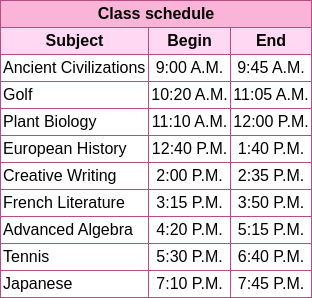 Class schedule
Subject Begin End
Ancient Civilizations 9:00 A.M. 9:45 A.M.
Golf 10:20 A.M. 11:05 A.M.
Plant Biology 11:10 A.M. 12:00 P.M.
European History 12:40 P.M. 1:40 P.M.
Creative Writing 2:00 P.M. 2:35 P.M.
French Literature 3:15 P.M. 3:50 P.M.
Advanced Algebra 4:20 P.M. 5:15 P.M.
Tennis 5:30 P.M. 6:40 P.M.
Japanese 7:10 P.M. 7:45 P.M.